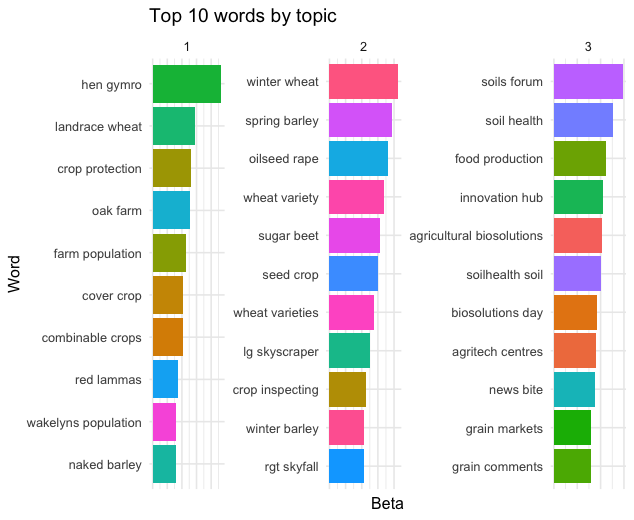 Top 10 words by topic
1
2
3
Word
hen gymro
landrace wheat
crop protection
oak farm
farm population
cover crop
combinable crops
red lammas
wakelyns population
naked barley
winter wheat
spring barley
oilseed rape
wheat variety
sugar beet
seed crop
wheat varieties
lg skyscraper
crop inspecting
winter barley
rgt skyfall
soils forum
soil health
food production
innovation hub
agricultural biosolutions
soilhealth soil
biosolutions day
agritech centres
news bite
grain markets
grain comments
Beta